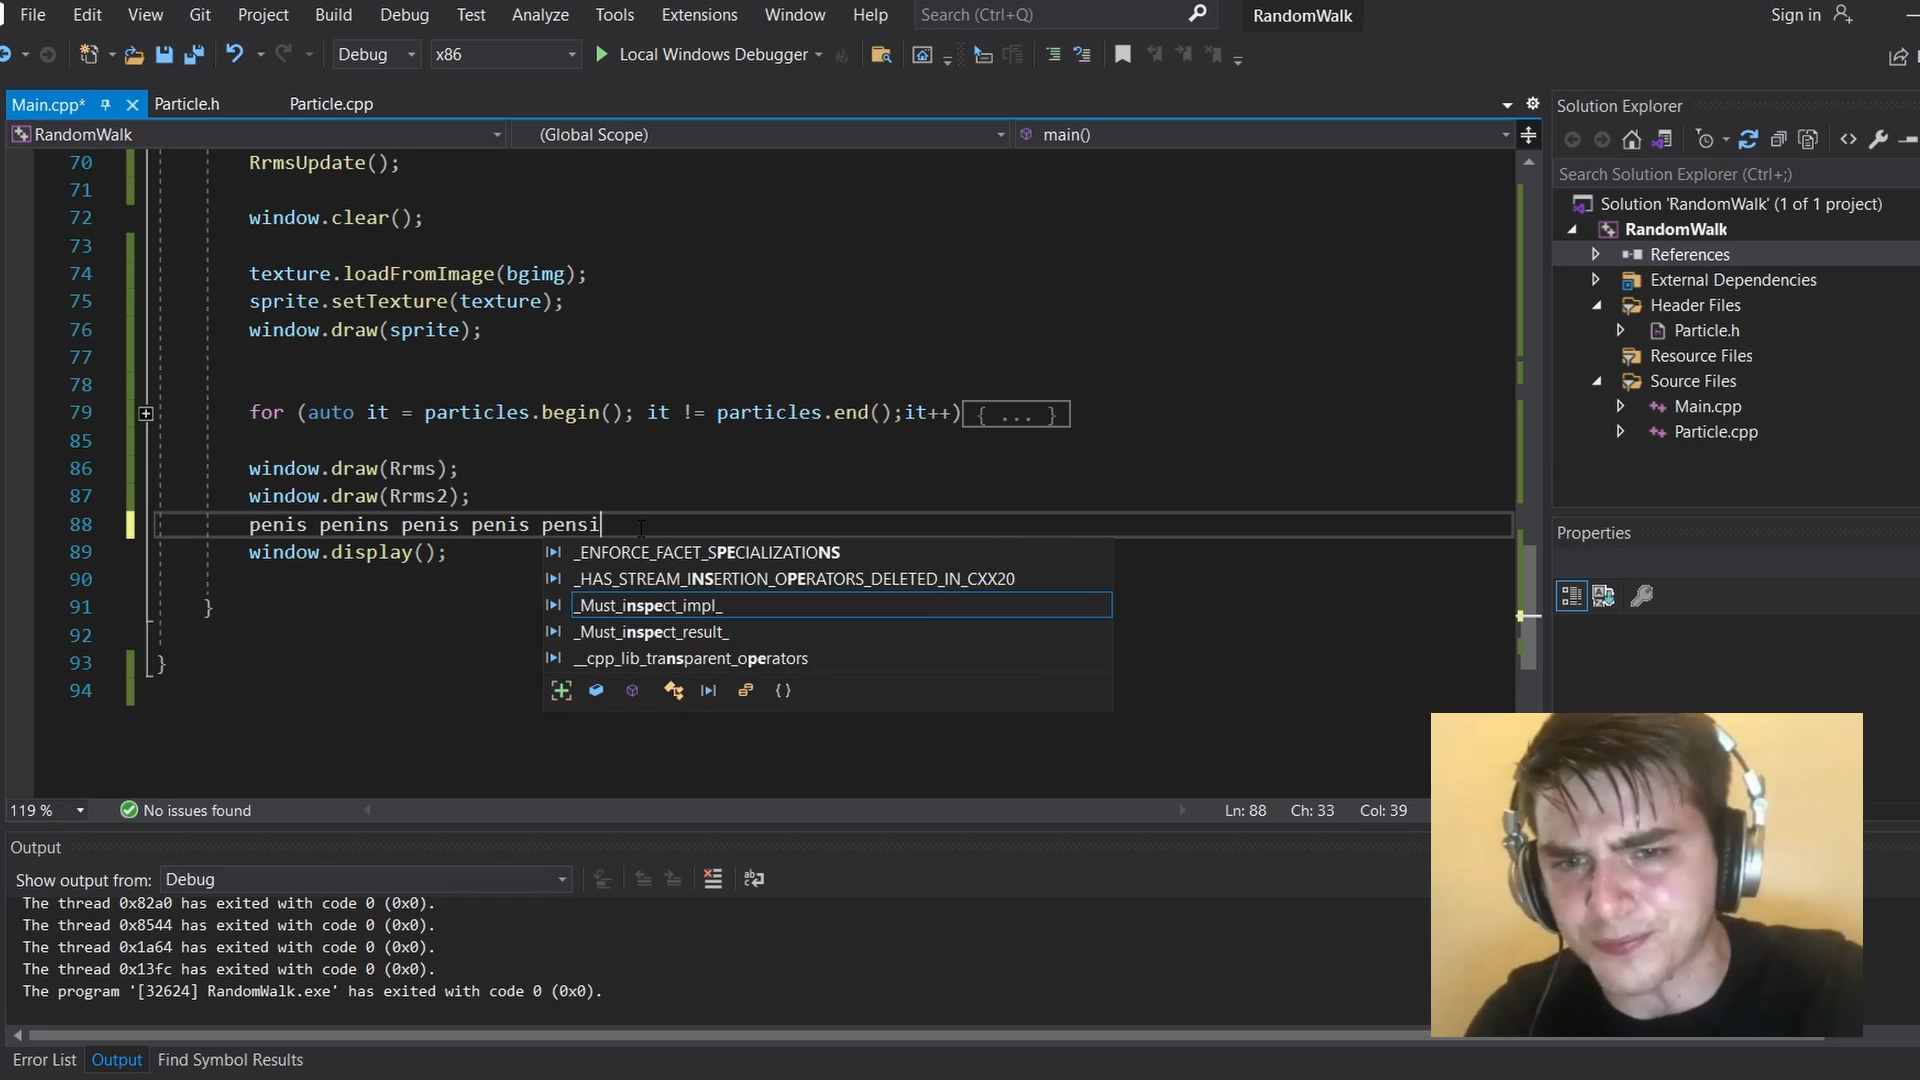 File Edit View Git Project Build Debug Test Analyze Tools Extensions Window Help Search (Ctrl+Q) RandomWalk Sign in
Debug x86 Local Windows Debugger
Main.cpp* Particle.h Particle.cpp
RandomWalk (Global Scope) main()
70 RrmsUpdate();
71
72 window.clear();
73
74 texture.loadFromImage(bgimg);
75 sprite.setTexture(texture);
76 window.draw(sprite);
77
78
79 for (auto it = particles.begin(); it != particles.end();it++){ ... }
85
86 window.draw(Rrms);
87 window.draw(Rrms2);
88 penis penins penis penis pensi
89 window.display();
90
91 }
92
93 }
94
_ENFORCE_FACET_SPECIALIZATIONS
_HAS_STREAM_INSERTION_OPERATORS_DELETED_IN_CXX20
_Must_inspect_impl_
_Must_inspect_result_
__cpp_lib_transparent_operators
119 % No issues found Ln: 88 Ch: 33 Col: 39
Output
Show output from: Debug
The thread 0x82a0 has exited with code 0 (0x0).
The thread 0x8544 has exited with code 0 (0x0).
The thread 0x1a64 has exited with code 0 (0x0).
The thread 0x13fc has exited with code 0 (0x0).
The program '[32624] RandomWalk.exe' has exited with code 0 (0x0).
Error List Output Find Symbol Results
Solution Explorer
Search Solution Explorer (Ctrl+;)
Solution 'RandomWalk' (1 of 1 project)
RandomWalk
References
External Dependencies
Header Files
Particle.h
Resource Files
Source Files
Main.cpp
Particle.cpp
Properties